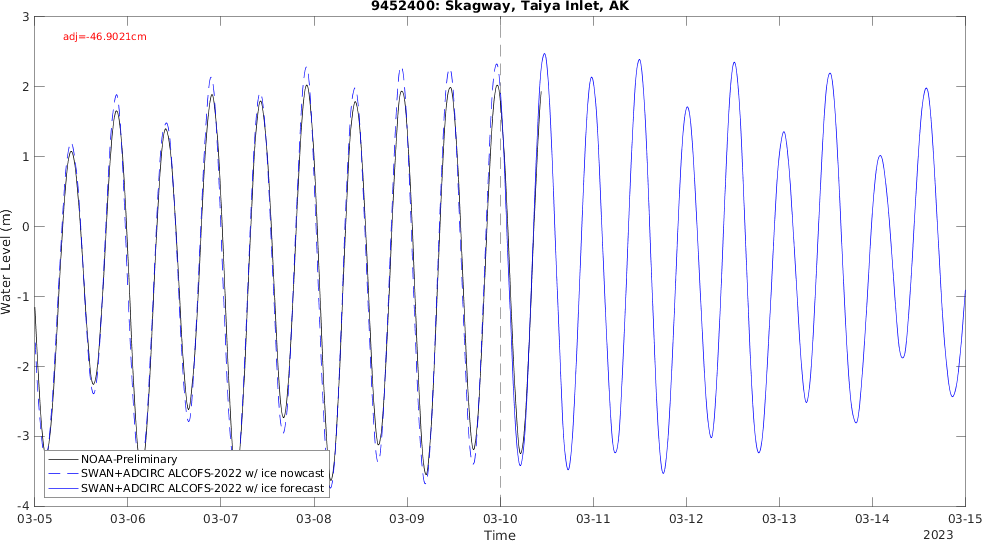 9452400: Skagway, Taiya Inlet, AK
adj=-46.9021cm
Water Level (m)
3
2
1
0
-1
-2
-3
-4
NOAA-Preliminary
SWAN+ADCIRC ALCOFS-2022 w/ ice nowcast
SWAN+ADCIRC ALCOFS-2022 w/ ice forecast
03-05 03-06 03-07 03-08 03-09 03-10 03-11 03-12 03-13 03-14 03-15
Time
2023